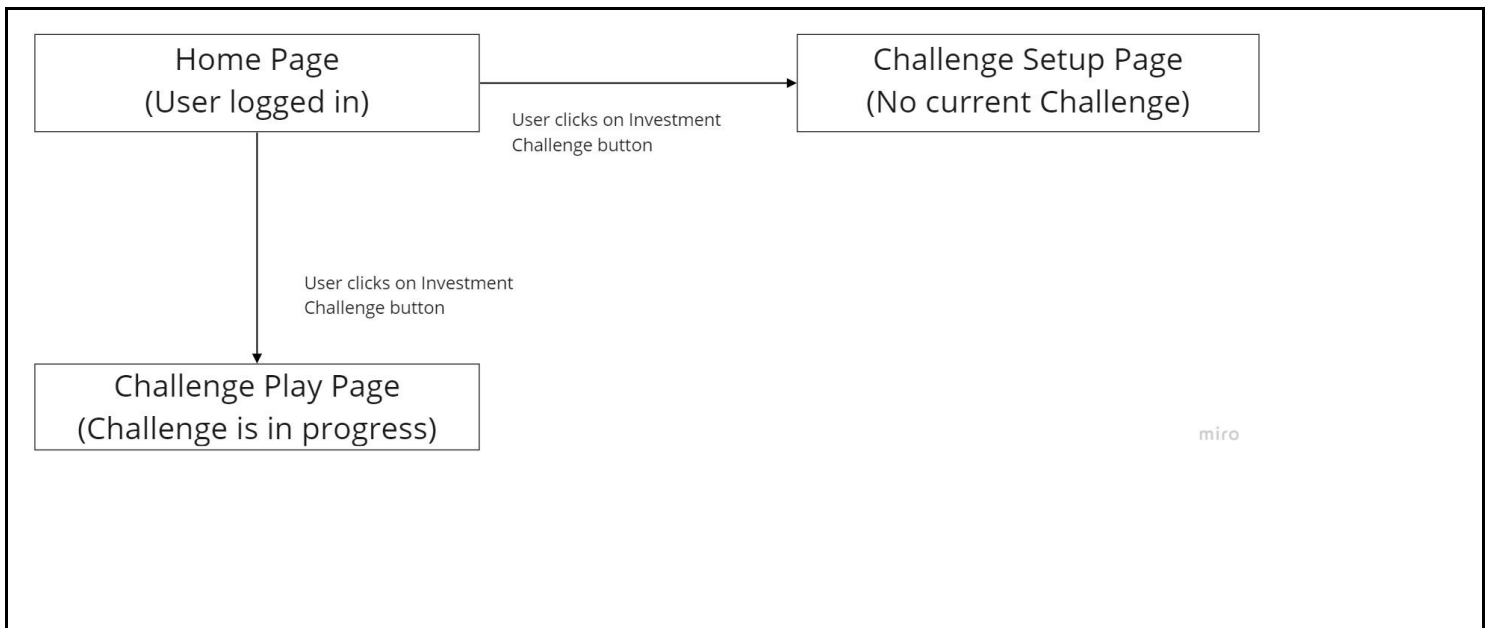 Home Page
(User logged in)
Challenge Setup Page
(No current Challenge)
User clicks on Investment
Challenge button
User clicks on Investment
Challenge button
Challenge Play Page
(Challenge is in progress)
miro